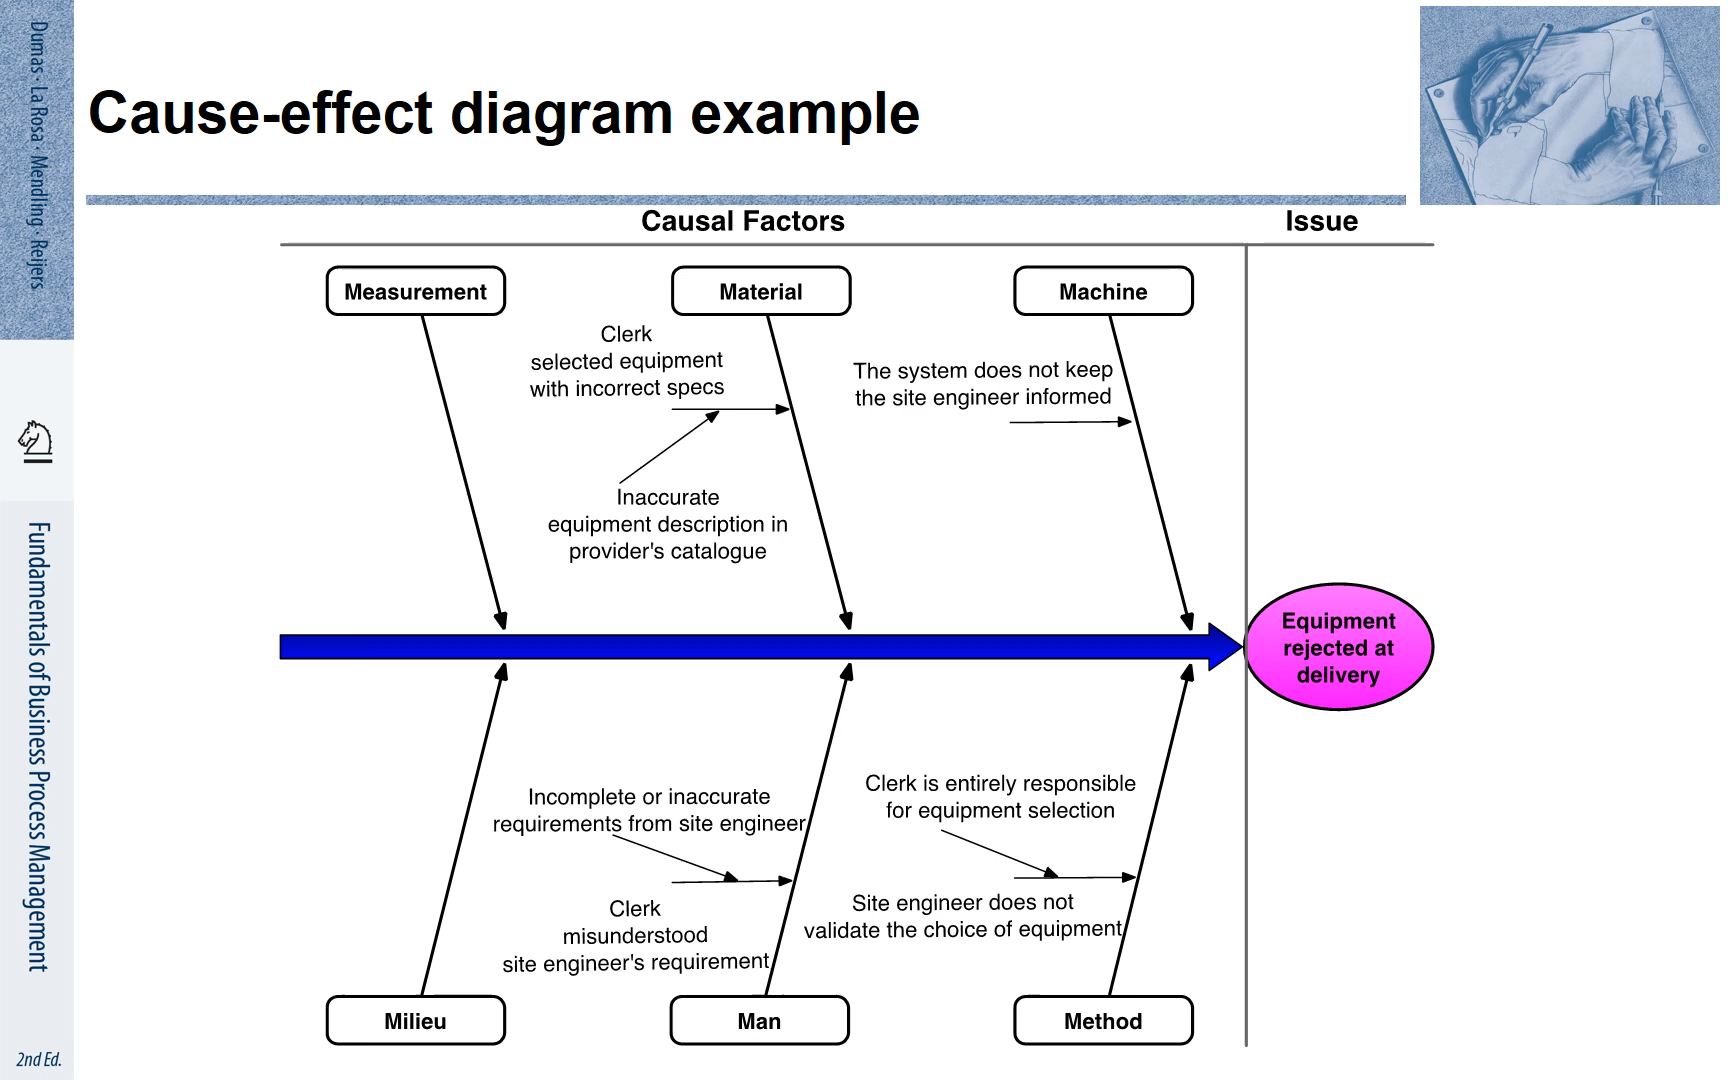 Dumas · La Rosa · Mendling · Reijers
Fundamentals of Business Process Management
2nd Ed.
Cause-effect diagram example
Causal Factors
Issue
Measurement
Material
Machine
Clerk
selected equipment
with incorrect specs
The system does not keep
the site engineer informed
Inaccurate
equipment description in
provider's catalogue
Equipment
rejected at
delivery
Incomplete or inaccurate
requirements from site engineer
Clerk is entirely responsible
for equipment selection
Clerk
misunderstood
site engineer's requirement
Site engineer does not
validate the choice of equipment
Milieu
Man
Method